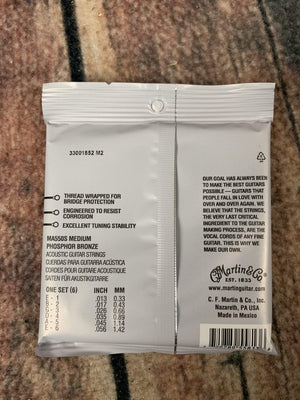 33001852 M2
THREAD WRAPPED FOR
BRIDGE PROTECTION
ENGINEERED TO RESIST
CORROSION
EXCELLENT TUNING STABILITY
MA550S MEDIUM
PHOSPHOR BRONZE
ACOUSTIC GUITAR STRINGS
CUERDAS PARA GUITARRA ACÚSTICA
CORDES POUR GUITARE ACOUSTIQUE
SAITEN FÜR AKUSTIKGITARRE
ONE SET (6) INCH MM
E - 1 .013 0.33
B - 2 .017 0.43
G - 3 .026 0.66
D - 4 .035 0.89
A - 5 .045 1.14
E - 6 .056 1.42
OUR GOAL HAS ALWAYS BEEN
TO MAKE THE BEST GUITARS
POSSIBLE — GUITARS THAT
PEOPLE FALL IN LOVE WITH
OVER AND OVER AGAIN. WE
BELIEVE THAT THE STRINGS,
THE VERY LAST CRITICAL
INGREDIENT TO THE GUITAR
MAKING PROCESS, ARE THE
VOCAL CORDS OF ANY FINE
GUITAR. THIS IS WHY WE
MAKE OUR OWN.
Martin & Co.
EST. 1833
www.martinguitar.com
C. F. Martin & Co., Inc.
Nazareth, PA USA
Made in Mexico